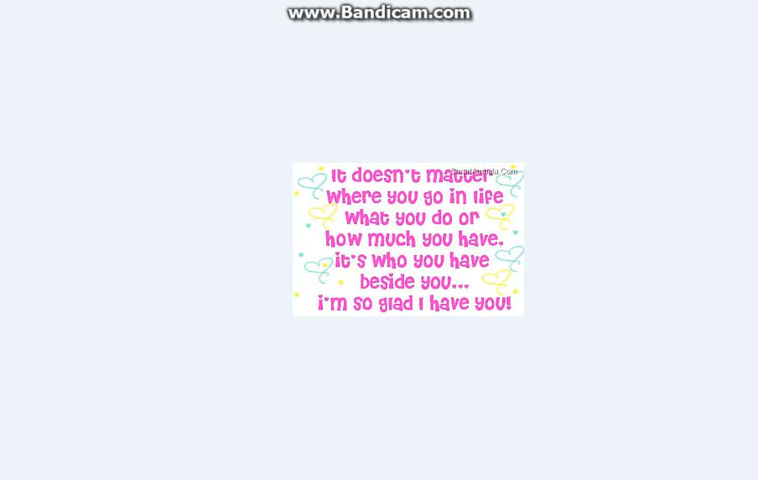 www.Bandicam.com
It doesn't matter
where you go in life
what you do or
how much you have.
it's who you have
beside you...
i'm so glad I have you!